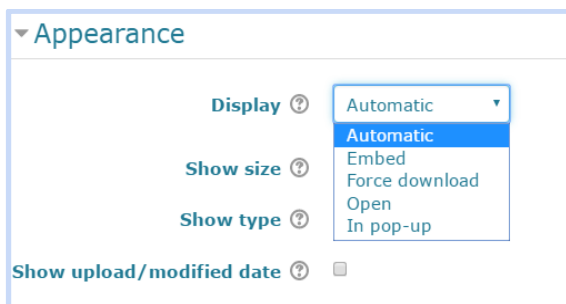 Appearance
Display
Automatic
Automatic
Embed
Show size
Force download
Open
Show type
In pop-up
Show upload/modified date